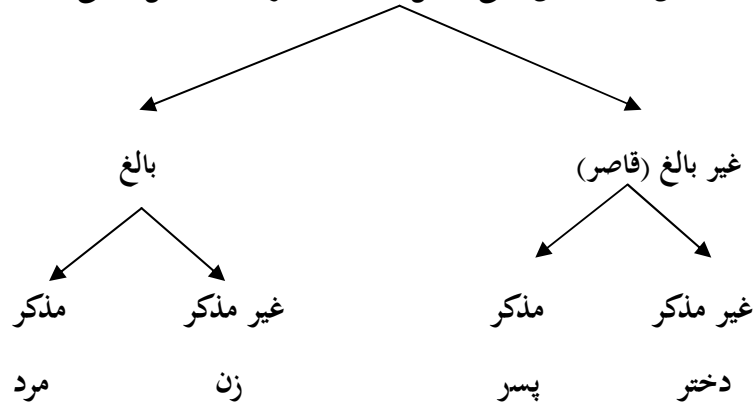 غیر بالغ (قاصر) بالغ
غیر مذکر مذکر غیر مذکر مذکر
دختر پسر زن مرد